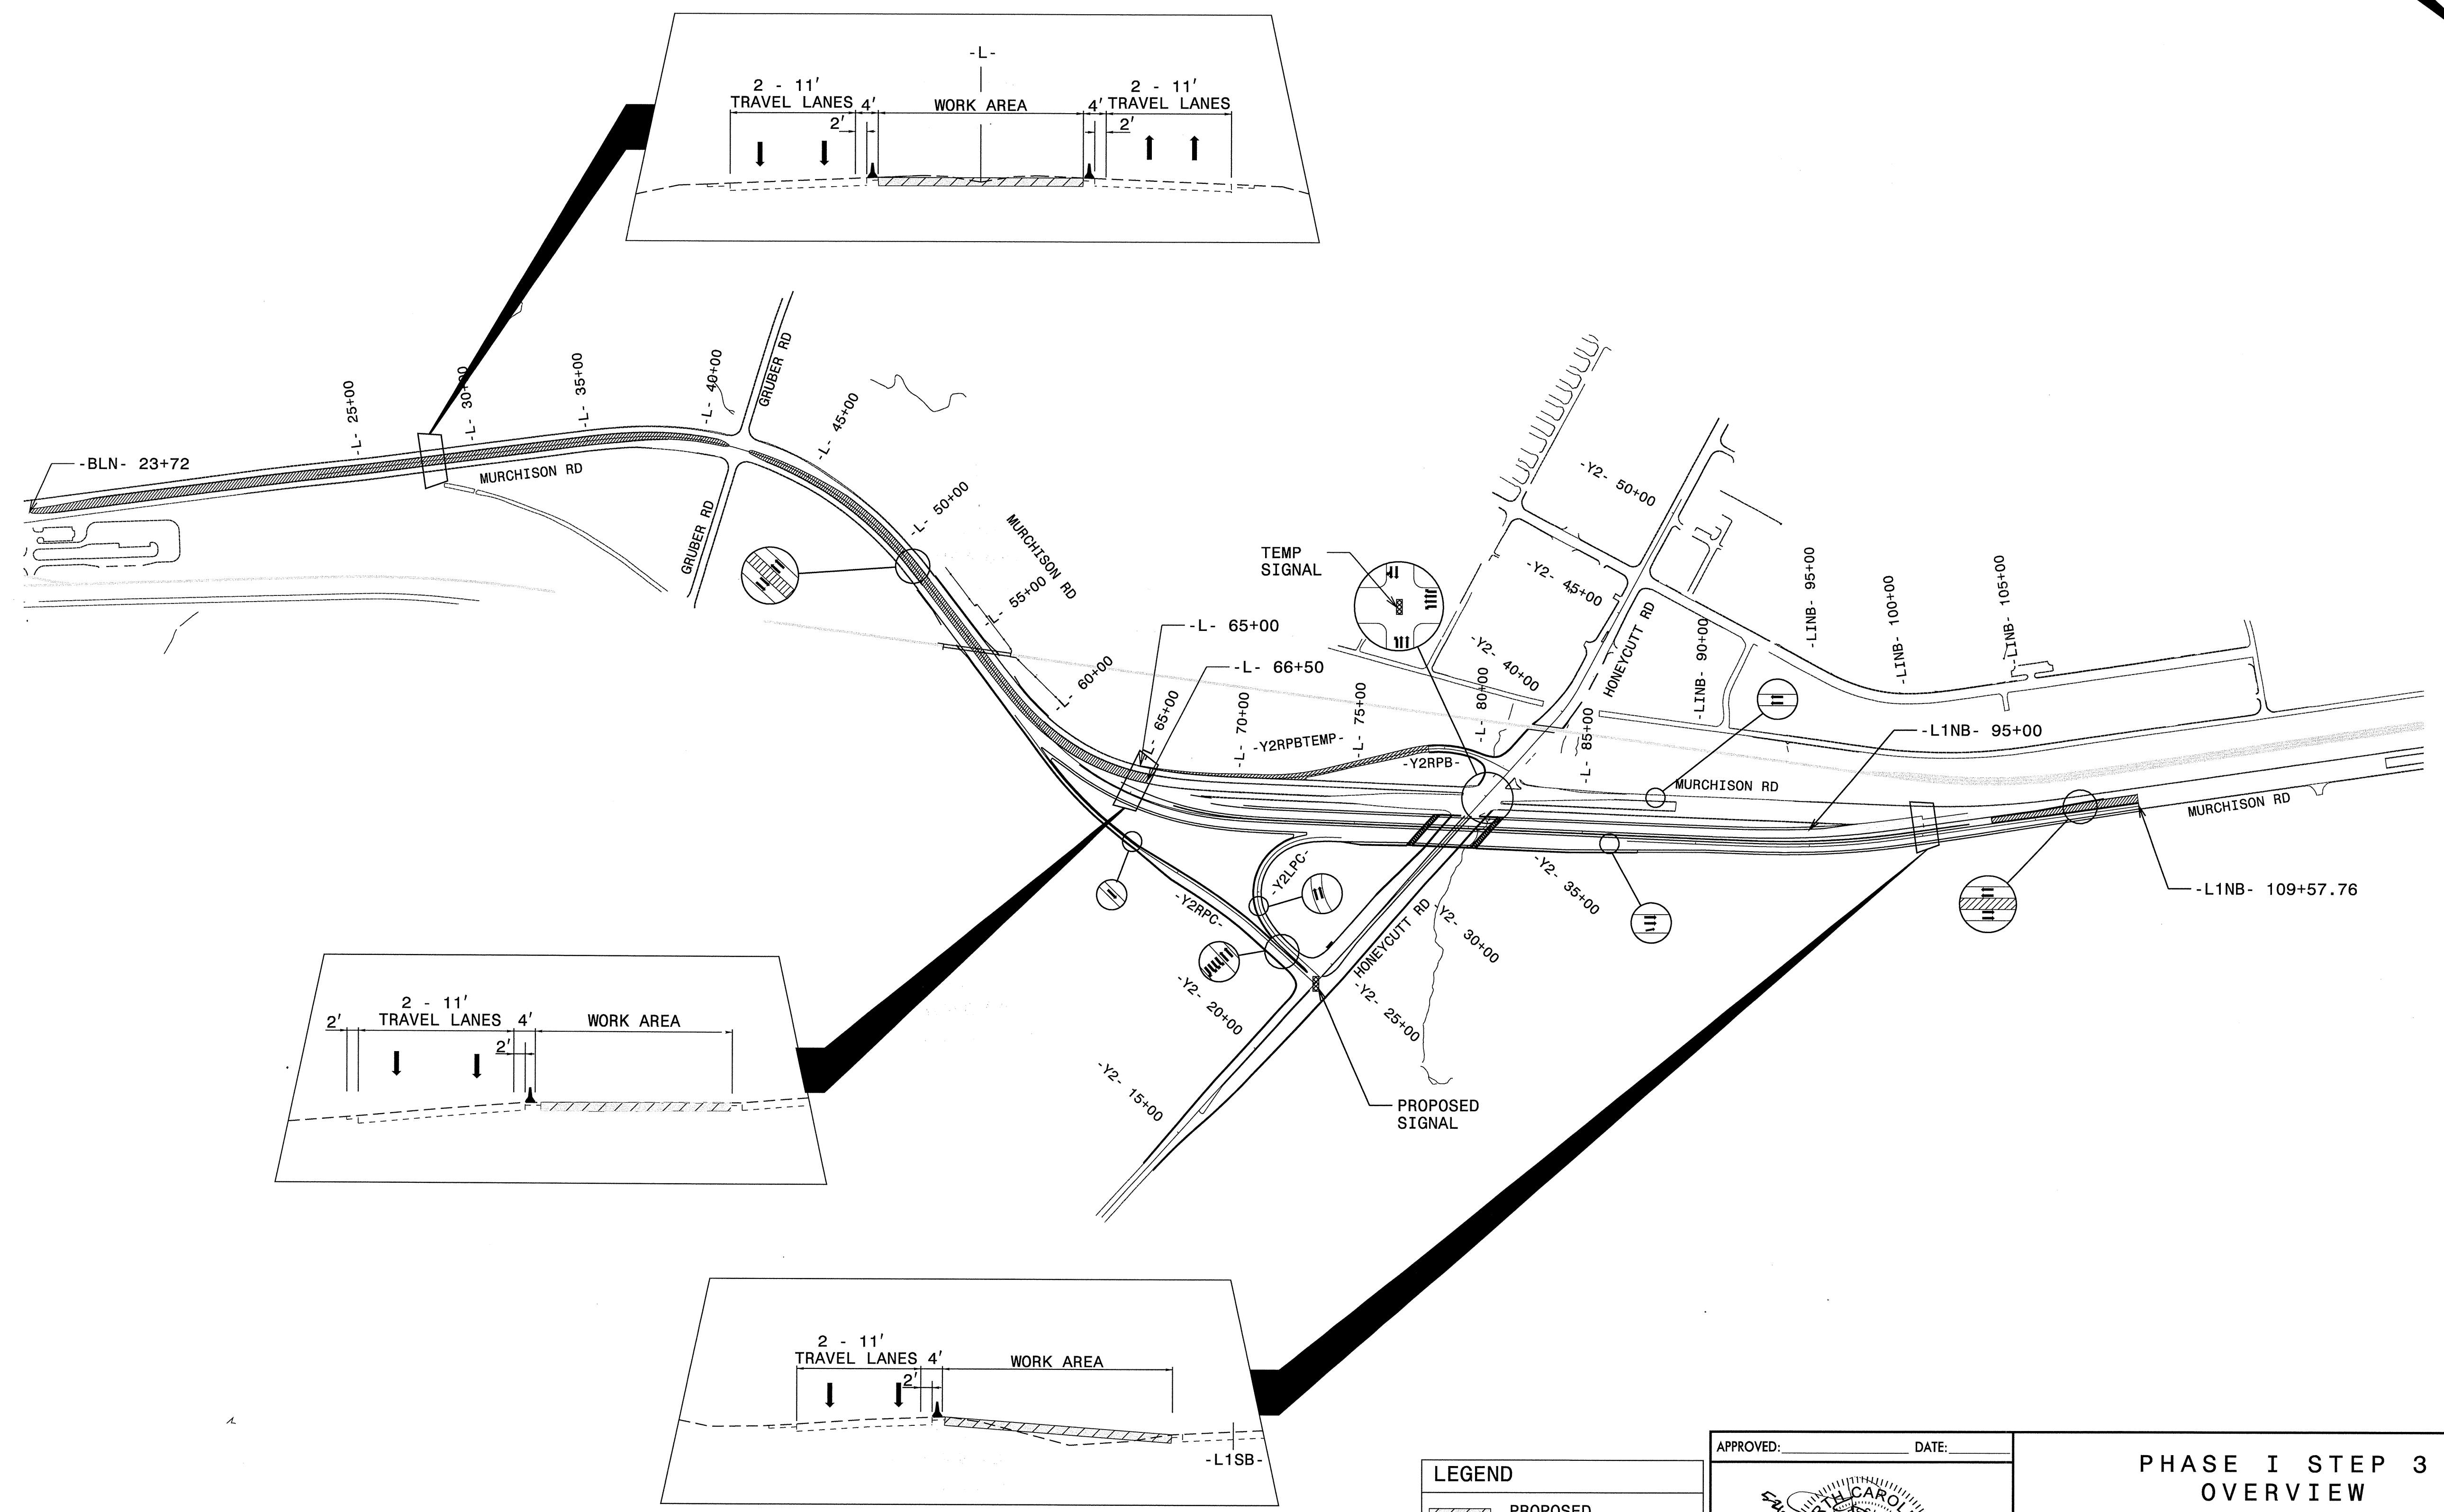 -L-
2 - 11'
TRAVEL LANES
4'
WORK AREA
4'
2 - 11'
TRAVEL LANES
2'
2'
-BLN- 23+72
-L- 25+00
-L- 30+00
-L- 35+00
-L- 40+00
GRUBER RD
-L- 45+00
MURCHISON RD
GRUBER RD
-L- 50+00
MURCHISON RD
-L- 55+00
-L- 60+00
-L- 65+00
-L- 66+50
-L- 65+00
-L- 70+00
-Y2RPBTEMP-
-L- 75+00
-Y2RPB-
TEMP
SIGNAL
-L- 80+00
-Y2- 50+00
-Y2- 45+00
-Y2- 40+00
HONEYCUTT RD
-L- 85+00
-LINB- 90+00
-LINB- 95+00
-LINB- 100+00
-LINB- 105+00
-L1NB- 95+00
MURCHISON RD
MURCHISON RD
-L1NB- 109+57.76
-Y2LPC-
-Y2RPC-
-Y2- 35+00
-Y2- 30+00
HONEYCUTT RD
-Y2- 25+00
-Y2- 20+00
-Y2- 15+00
PROPOSED
SIGNAL
2'
2 - 11'
TRAVEL LANES
4'
WORK AREA
2'
2 - 11'
TRAVEL LANES
4'
WORK AREA
2'
-L1SB-
LEGEND
PROPOSED
APPROVED:
DATE:
RTH CAROL
PHASE I STEP 3
OVERVIEW